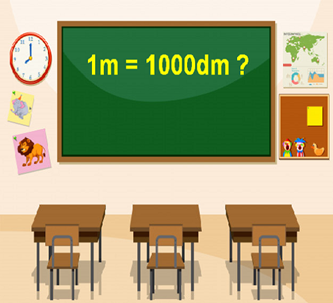 1m = 1000dm ?